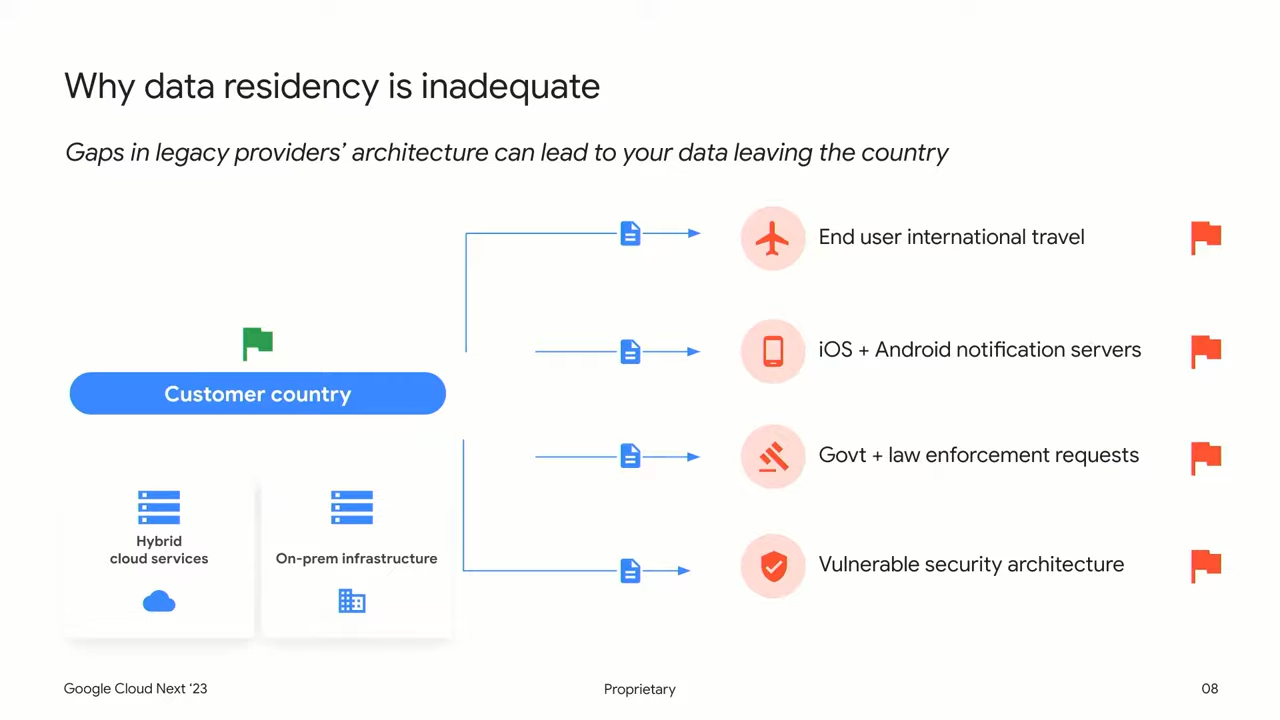 Why data residency is inadequate
Gaps in legacy providers’ architecture can lead to your data leaving the country
End user international travel
iOS + Android notification servers
Customer country
Govt + law enforcement requests
Hybrid
cloud services
On-prem infrastructure
Vulnerable security architecture
Google Cloud Next ‘23
Proprietary
08